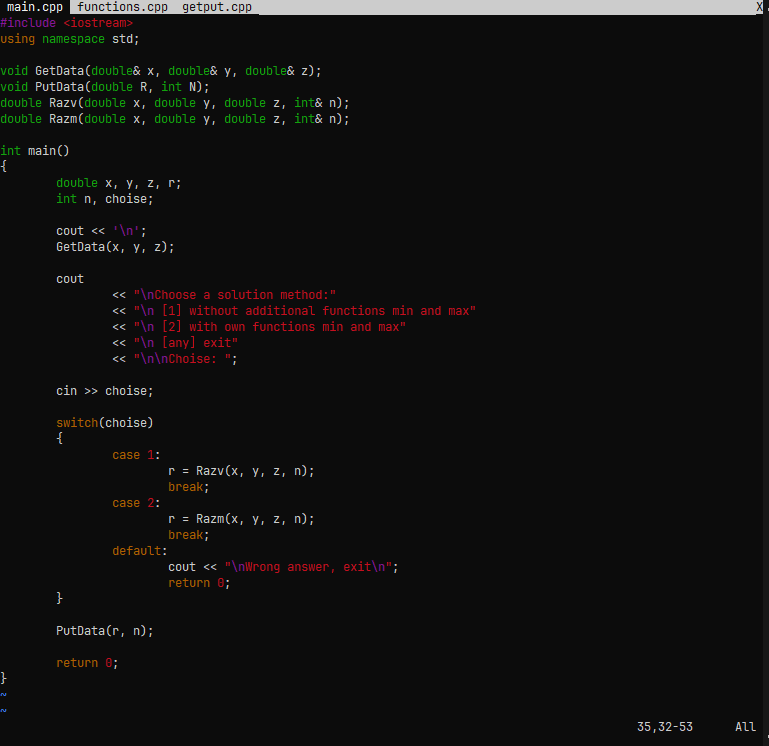 main.cpp functions.cpp getput.cpp X
#include <iostream>
using namespace std;

void GetData(double& x, double& y, double& z);
void PutData(double R, int N);
double Razv(double x, double y, double z, int& n);
double Razm(double x, double y, double z, int& n);

int main()
{
        double x, y, z, r;
        int n, choise;

        cout << '\n';
        GetData(x, y, z);

        cout
                << "\nChoose a solution method:"
                << "\n [1] without additional functions min and max"
                << "\n [2] with own functions min and max"
                << "\n [any] exit"
                << "\n\nChoise: ";

        cin >> choise;

        switch(choise)
        {
                case 1:
                        r = Razv(x, y, z, n);
                        break;
                case 2:
                        r = Razm(x, y, z, n);
                        break;
                default:
                        cout << "\nWrong answer, exit\n";
                        return 0;
        }

        PutData(r, n);

        return 0;
}
~
~
35,32-53 All